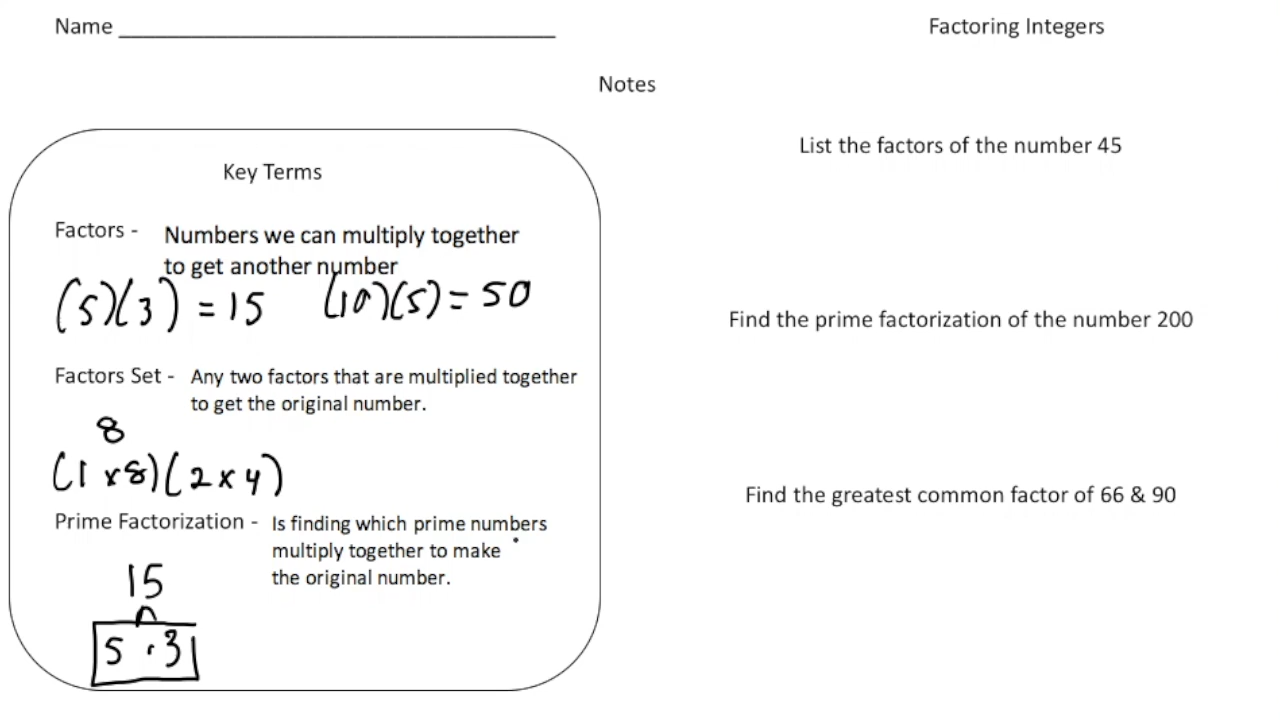 Name ___________________________________
Factoring Integers
Notes
Key Terms
Factors - Numbers we can multiply together
to get another number
(5)(3) = 15 (10)(5) = 50
Factors Set - Any two factors that are multiplied together
to get the original number.
8
(1 x 8)(2 x 4)
Prime Factorization - Is finding which prime numbers
multiply together to make
the original number.
15
5 · 3
List the factors of the number 45
Find the prime factorization of the number 200
Find the greatest common factor of 66 & 90